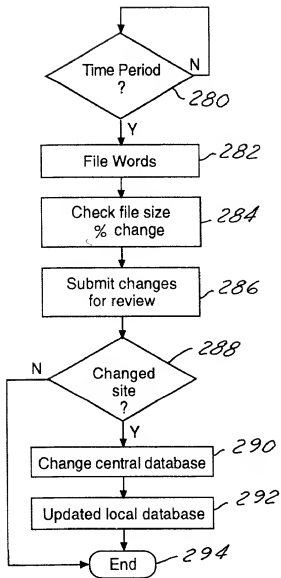 Time Period
?
N
280
Y
File Words
282
Check file size
% change
284
Submit changes
for review
286
288
N
Changed
site
?
Y
Change central database
290
Updated local database
292
End
294